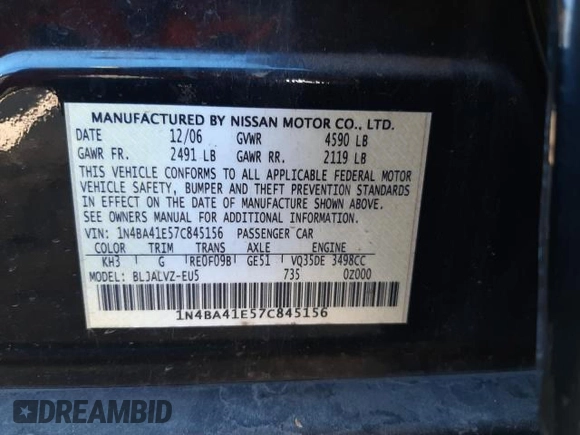 MANUFACTURED BY NISSAN MOTOR CO., LTD.
DATE 12/06 GVWR 4590 LB
GAWR FR. 2491 LB GAWR RR. 2119 LB
THIS VEHICLE CONFORMS TO ALL APPLICABLE FEDERAL MOTOR
VEHICLE SAFETY, BUMPER AND THEFT PREVENTION STANDARDS
IN EFFECT ON THE DATE OF MANUFACTURE SHOWN ABOVE.
SEE OWNERS MANUAL FOR ADDITIONAL INFORMATION.
VIN: 1N4BA41E57C845156 PASSENGER CAR
COLOR TRIM TRANS AXLE ENGINE
KH3 G RE0F09B GE51 VQ35DE 3498CC
MODEL: BLJALVZ-EU5 735 0Z000
1N4BA41E57C845156
DREAMBID